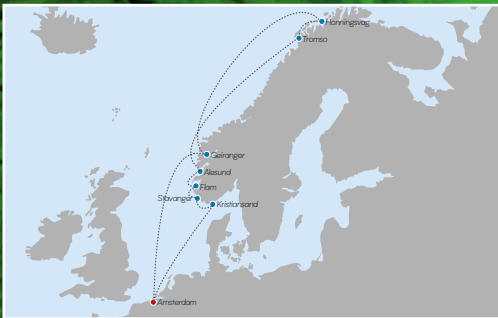 Honningsvag
Tromso
Geiranger
Alesund
Flam
Stavanger
Kristiansand
Amsterdam